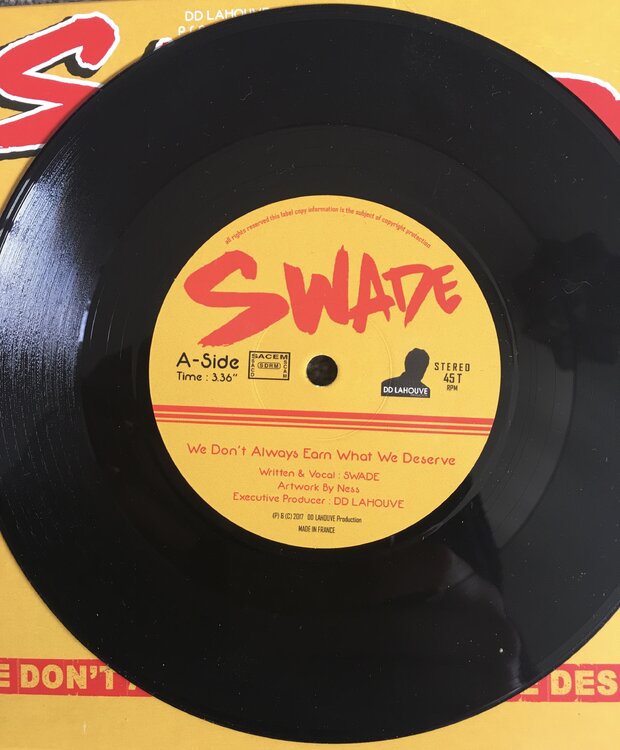 DD LAHOUVE
all rights reserved this label copy information is the subject of copyright protection
SWADE
A-Side
Time : 3.36"
SACEM
SACD
SDRM
SCAM
DD LAHOUVE
STEREO
45 T
RPM
We Don't Always Earn What We Deserve
Written & Vocal : SWADE
Artwork By Ness
Executive Producer : DD LAHOUVE
(P) & (C) 2017 DD LAHOUVE Production
MADE IN FRANCE
E DON'T
E DES